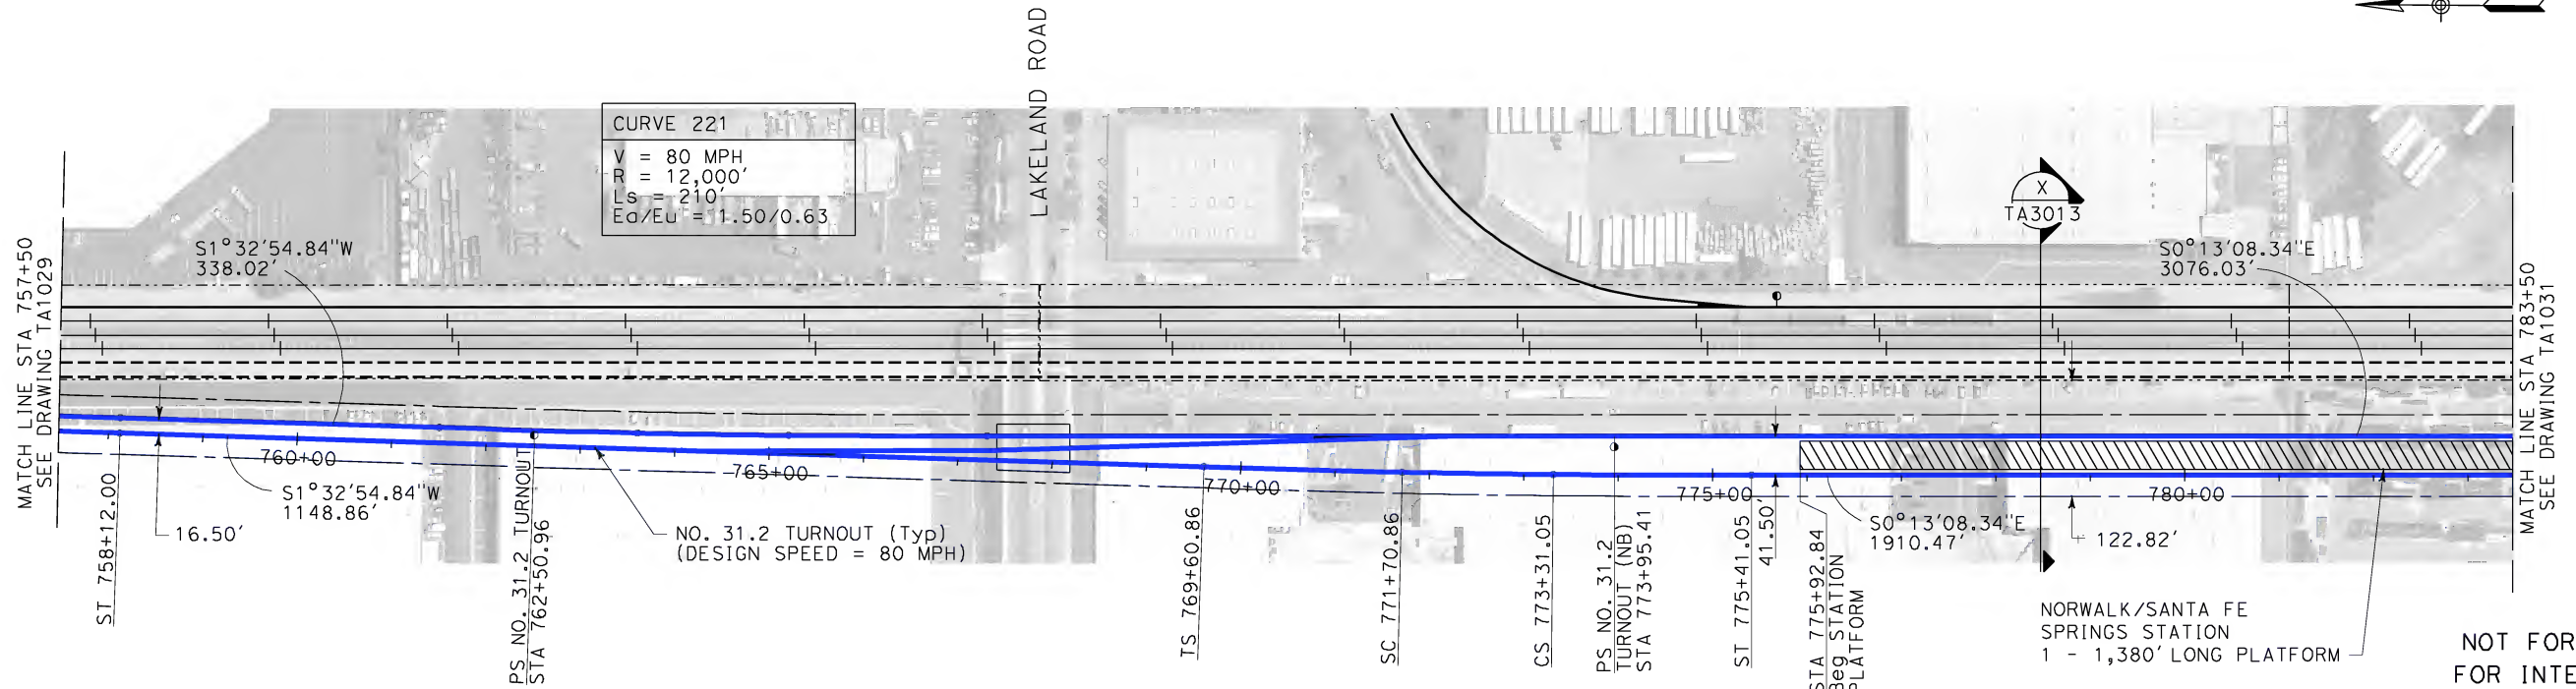 MATCH LINE STA 757+50
SEE DRAWING TA1029
S1°32'54.84"W
338.02'
CURVE 221
V = 80 MPH
R = 12,000'
Ls = 210'
Ea/Eu = 1.50/0.63
LAKELAND ROAD
X
TA3013
S0°13'08.34"E
3076.03'
MATCH LINE STA 783+50
SEE DRAWING TA1031
760+00
765+00
770+00
775+00
780+00
ST 758+12.00
16.50'
S1°32'54.84"W
1148.86'
PS NO. 31.2 TURNOUT
STA 762+50.96
NO. 31.2 TURNOUT (Typ)
(DESIGN SPEED = 80 MPH)
TS 769+60.86
SC 771+70.86
CS 773+31.05
PS NO. 31.2
TURNOUT (NB)
STA 773+95.41
ST 775+41.05
41.50'
STA 775+92.84
Beg STATION
PLATFORM
S0°13'08.34"E
1910.47'
122.82'
NORWALK/SANTA FE
SPRINGS STATION
1 - 1,380' LONG PLATFORM
NOT FOR
FOR INTE